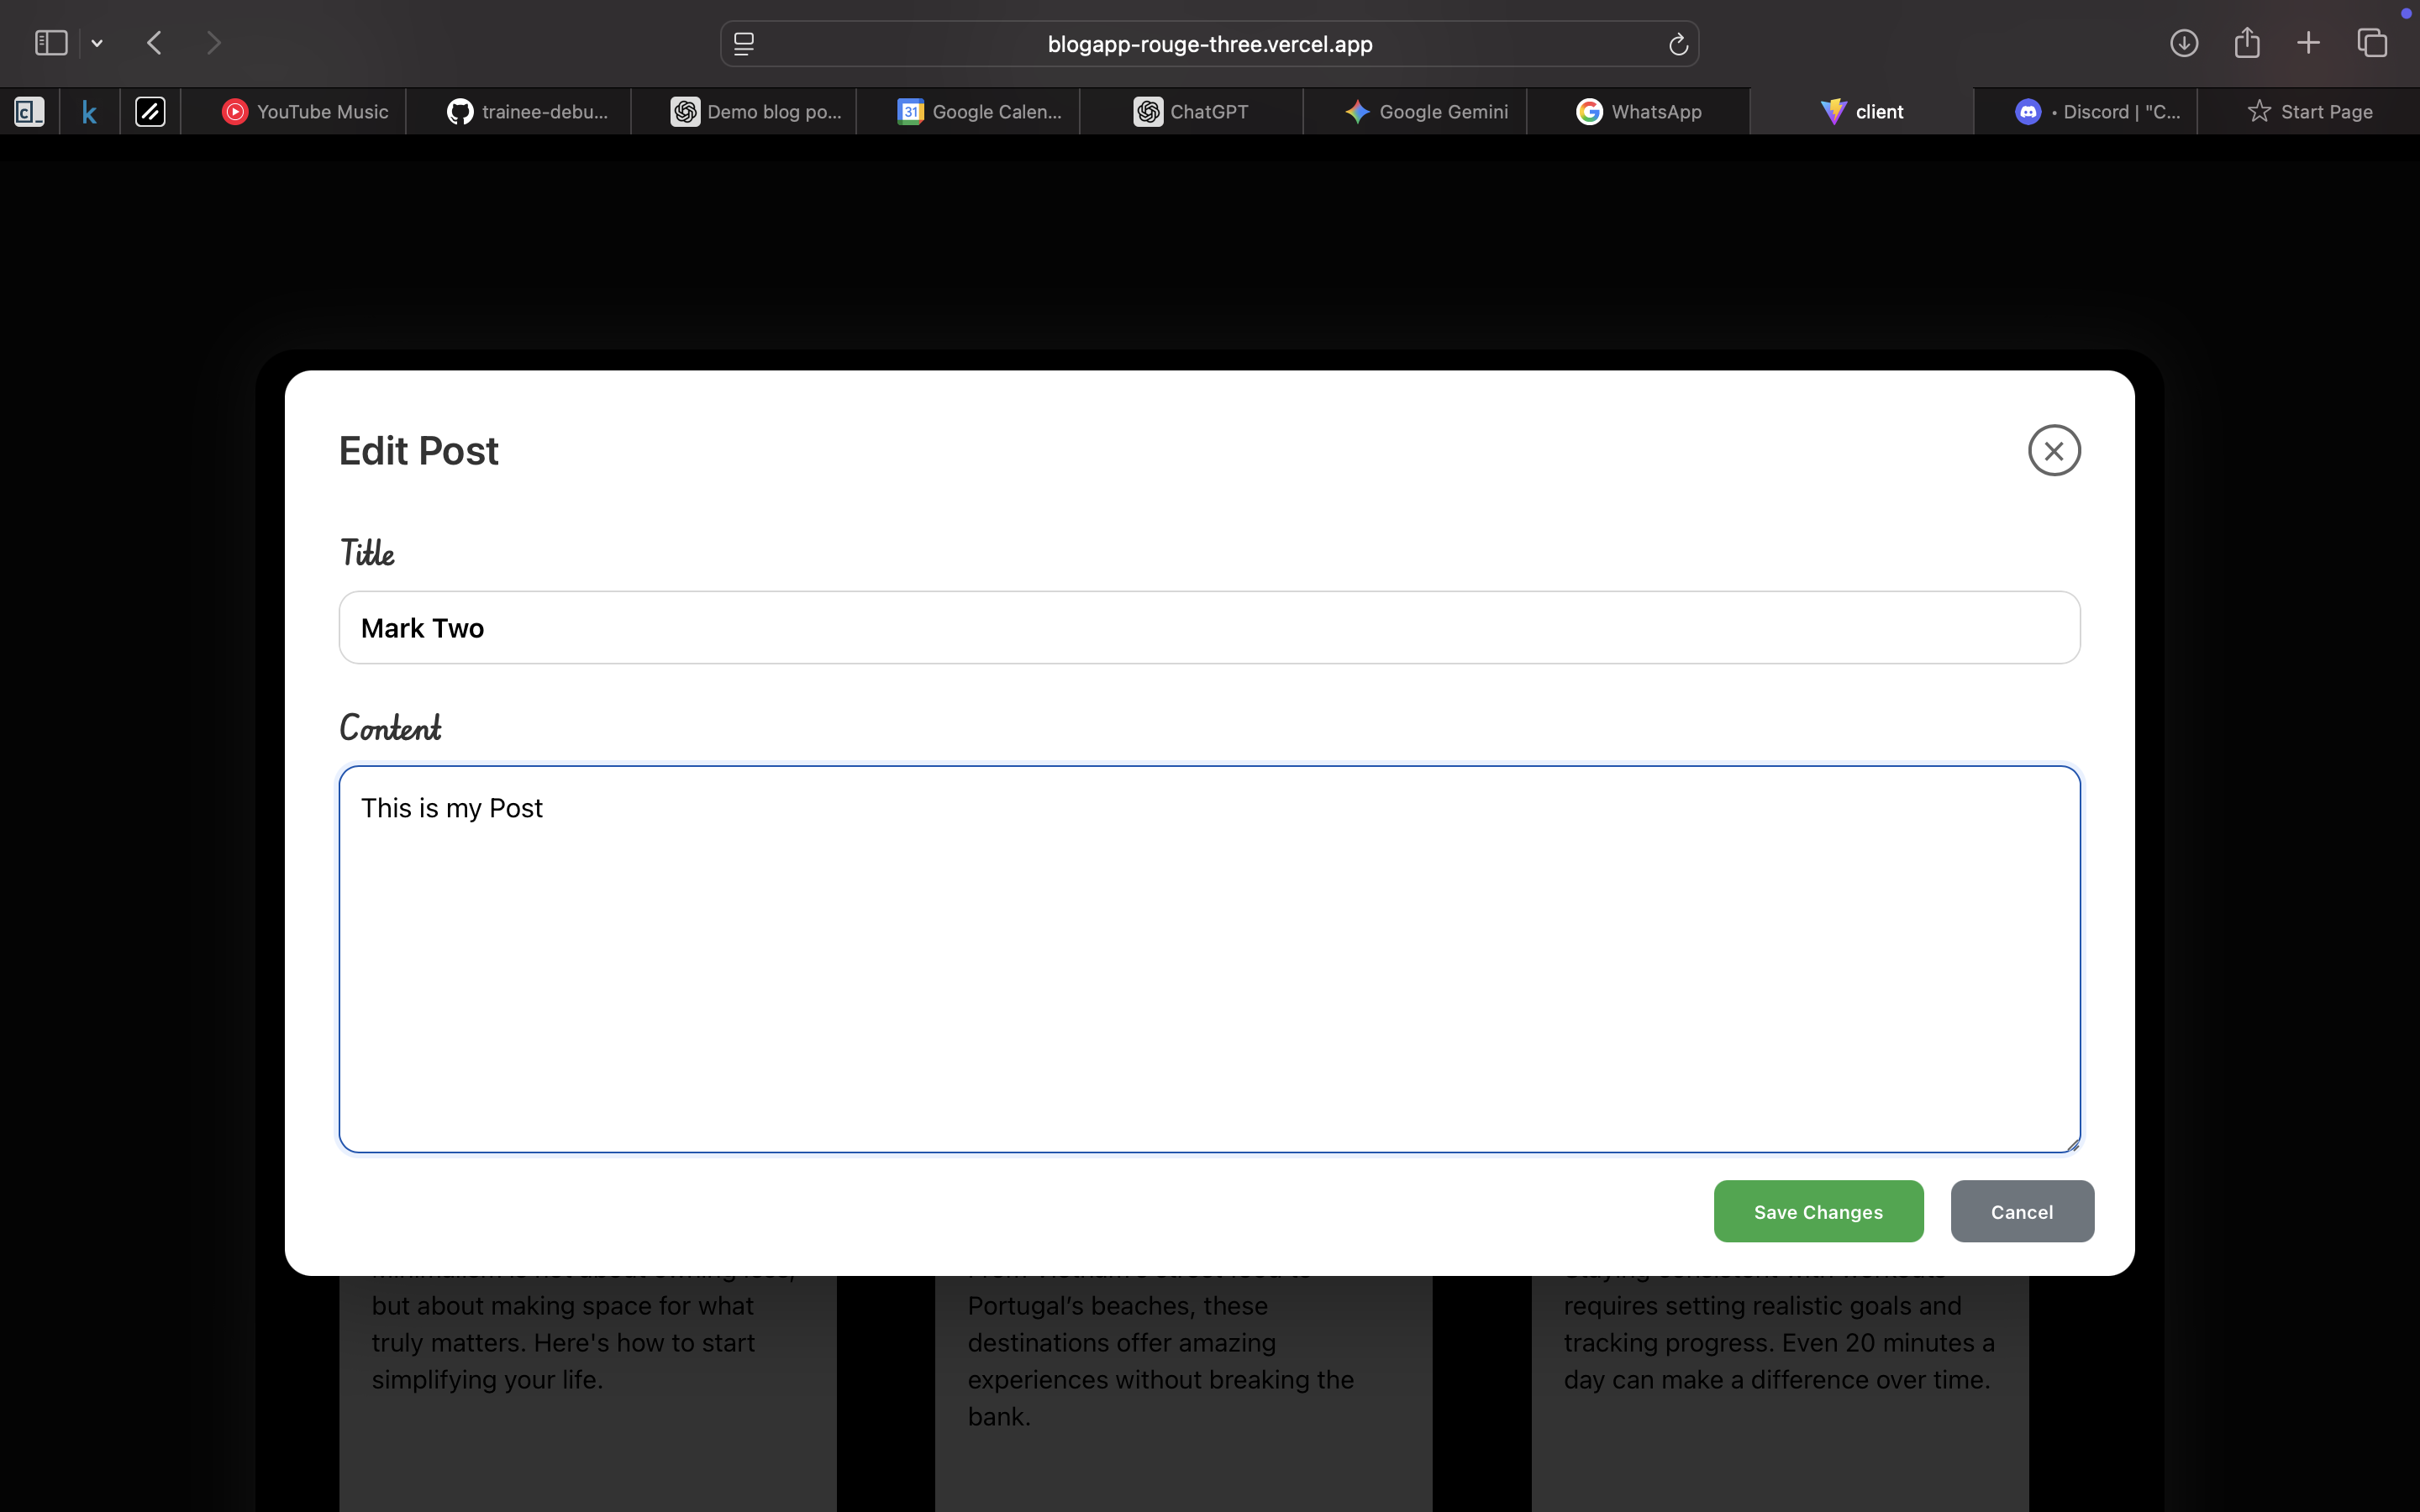 blogapp-rouge-three.vercel.app
C_ k YouTube Music trainee-debu... Demo blog po... 31 Google Calen... ChatGPT Google Gemini WhatsApp client • Discord | "C... Start Page
Edit Post
Title
Mark Two
Content
This is my Post
Save Changes Cancel
but about making space for what
truly matters. Here's how to start
simplifying your life.
Portugal's beaches, these
destinations offer amazing
experiences without breaking the
bank.
requires setting realistic goals and
tracking progress. Even 20 minutes a
day can make a difference over time.